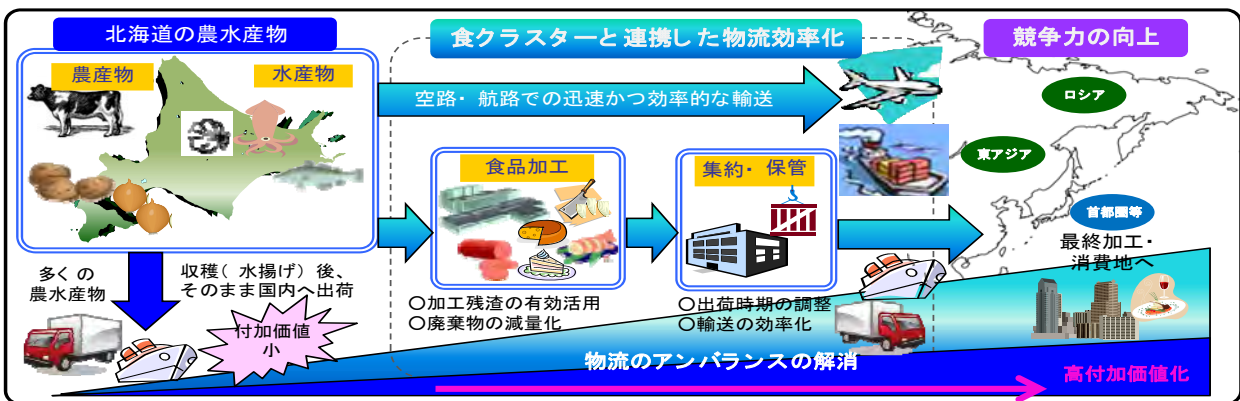 北海道の農水産物
食クラスターと連携した物流効率化
競争力の向上
農産物
水産物
空路・航路での迅速かつ効率的な輸送
ロシア
東アジア
首都圏等
食品加工
集約・保管
最終加工・
消費地へ
多くの
農水産物
収穫(水揚げ)後、
そのまま国内へ出荷
付加価値
小
〇加工残渣の有効活用
〇廃棄物の減量化
〇出荷時期の調整
〇輸送の効率化
物流のアンバランスの解消
高付加価値化